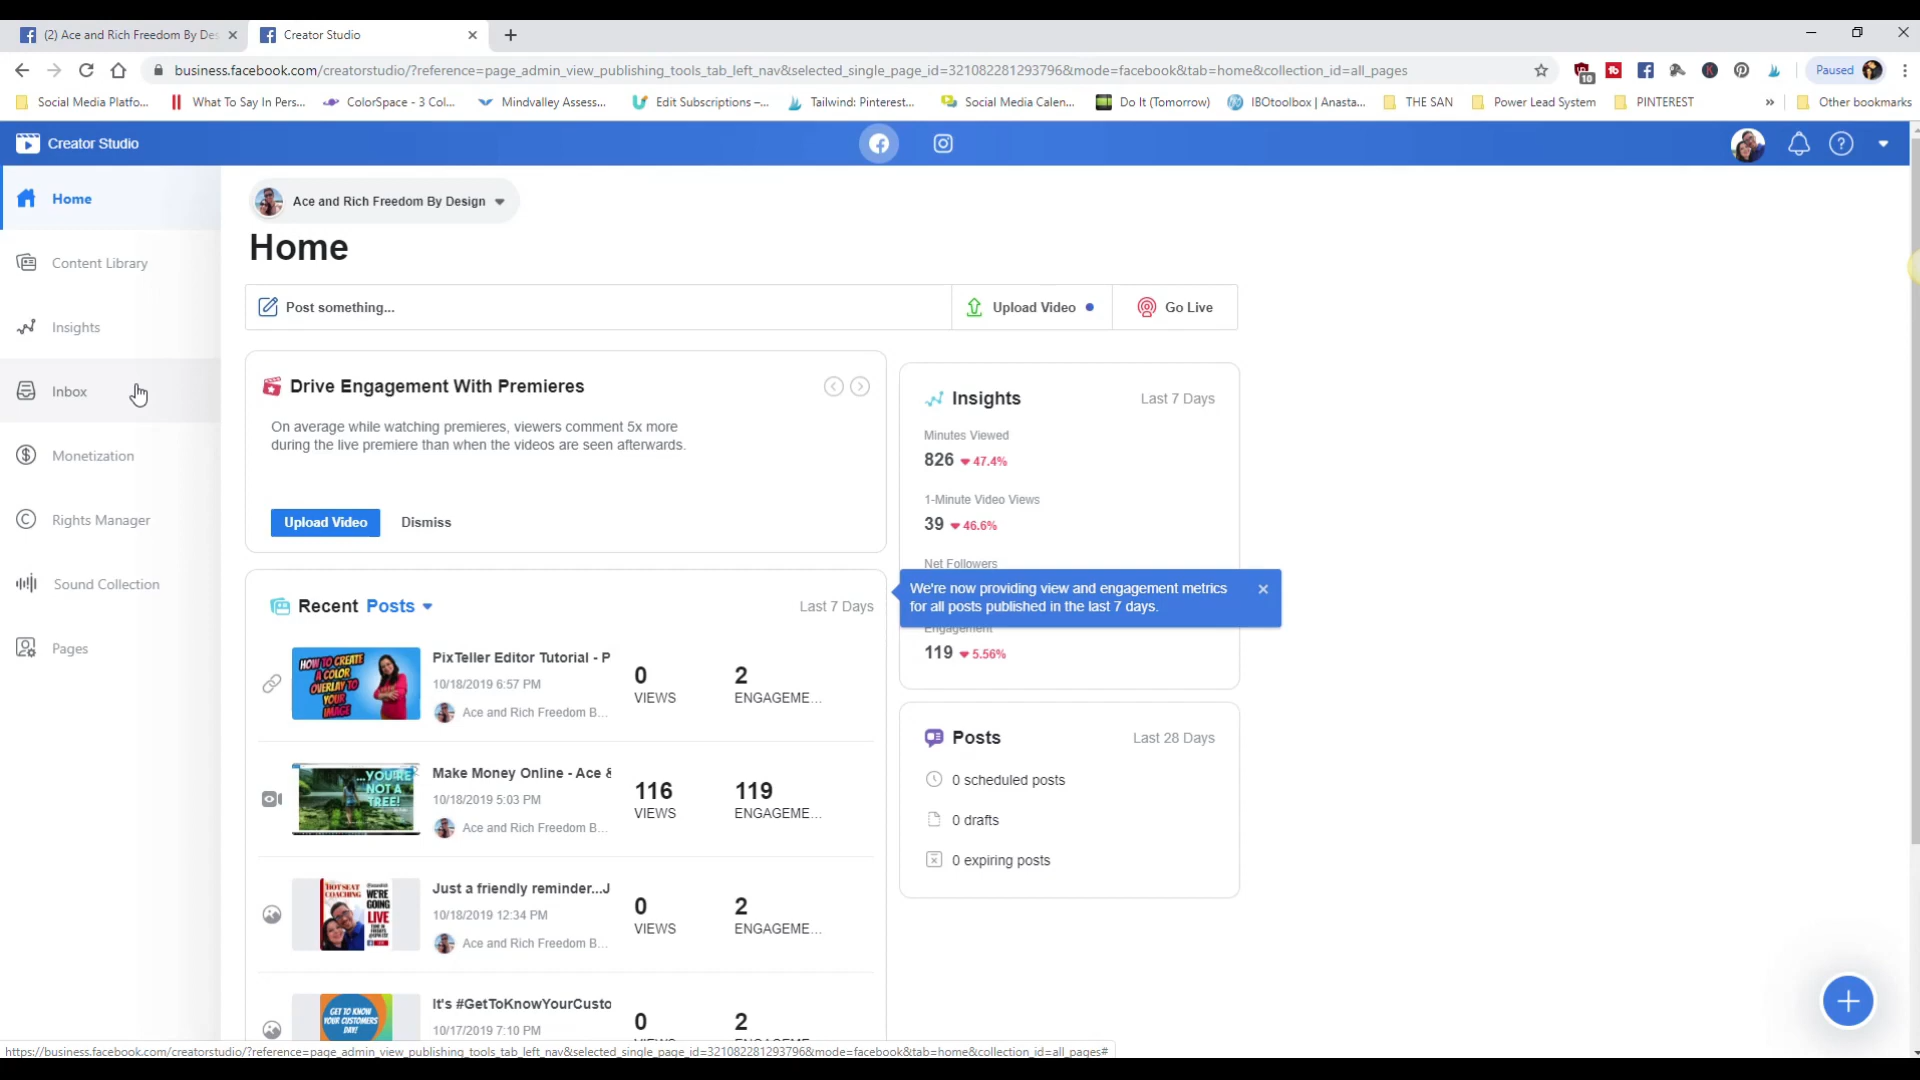 (2) Ace and Rich Freedom By Des
Creator Studio
business.facebook.com/creatorstudio/?reference=page_admin_view_publishing_tools_tab_left_nav&selected_single_page_id=321082281293796&mode=facebook&tab=home&collection_id=all_pages
10
Paused
Social Media Platfo...
What To Say In Pers...
ColorSpace - 3 Col...
Mindvalley Assess...
Edit Subscriptions –...
Tailwind: Pinterest...
Social Media Calen...
Do It (Tomorrow)
IBOtoolbox | Anasta...
THE SAN
Power Lead System
PINTEREST
»
Other bookmarks
Creator Studio
Home
Content Library
Insights
Inbox
Monetization
Rights Manager
Sound Collection
Pages
Ace and Rich Freedom By Design
Home
Post something...
Upload Video
Go Live
Drive Engagement With Premieres
On average while watching premieres, viewers comment 5x more
during the live premiere than when the videos are seen afterwards.
Upload Video
Dismiss
Recent Posts
Last 7 Days
HOW TO CREATE
A COLOR
OVERLAY TO
YOUR
IMAGE
PixTeller Editor Tutorial - P
10/18/2019 6:57 PM
Ace and Rich Freedom B...
0
VIEWS
2
ENGAGEME...
...YOU'RE
NOT A
TREE!
Make Money Online - Ace &
10/18/2019 5:03 PM
Ace and Rich Freedom B...
116
VIEWS
119
ENGAGEME...
HOT SEAT
COACHING
WE'RE
GOING
LIVE
Just a friendly reminder...J
10/18/2019 12:34 PM
Ace and Rich Freedom B...
0
VIEWS
2
ENGAGEME...
GET TO KNOW
YOUR CUSTOMERS
DAY!
It's #GetToKnowYourCusto
10/17/2019 7:10 PM
0
2
Insights
Last 7 Days
Minutes Viewed
826 47.4%
1-Minute Video Views
39 46.6%
Net Followers
We're now providing view and engagement metrics
for all posts published in the last 7 days.
Engagement
119 5.56%
Posts
Last 28 Days
0 scheduled posts
0 drafts
0 expiring posts
https://business.facebook.com/creatorstudio/?reference=page_admin_view_publishing_tools_tab_left_nav&selected_single_page_id=321082281293796&mode=facebook&tab=home&collection_id=all_pages#